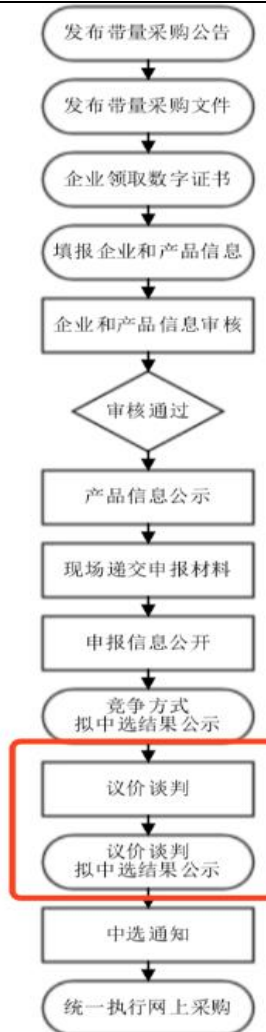 发布带量采购公告
发布带量采购文件
企业领取数字证书
填报企业和产品信息
企业和产品信息审核
审核通过
产品信息公示
现场递交申报材料
申报信息公开
竞争方式
拟中选结果公示
议价谈判
议价谈判
拟中选结果公示
中选通知
统一执行网上采购